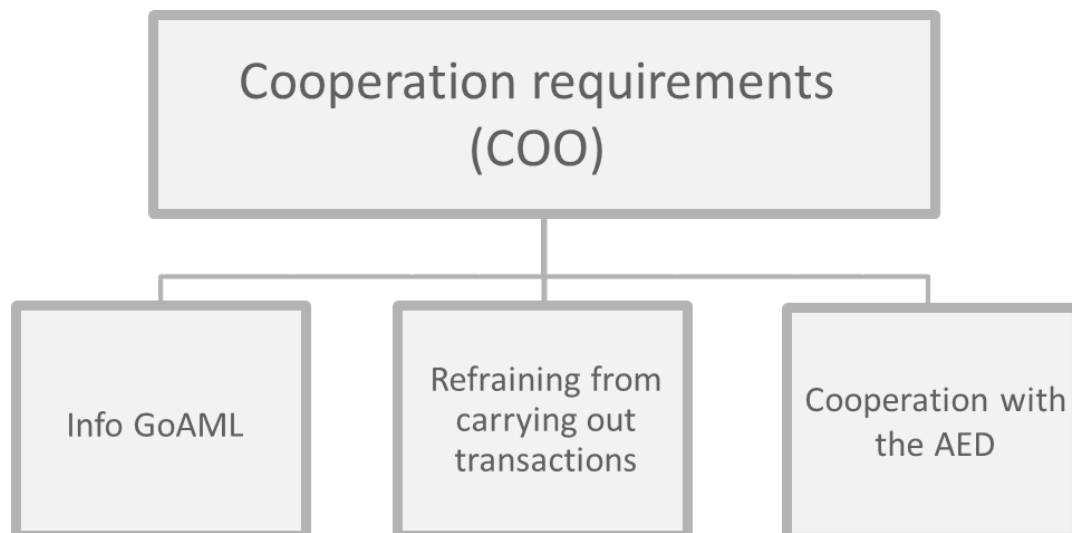 Cooperation requirements
(COO)
Info GoAML
Refraining from
carrying out
transactions
Cooperation with
the AED